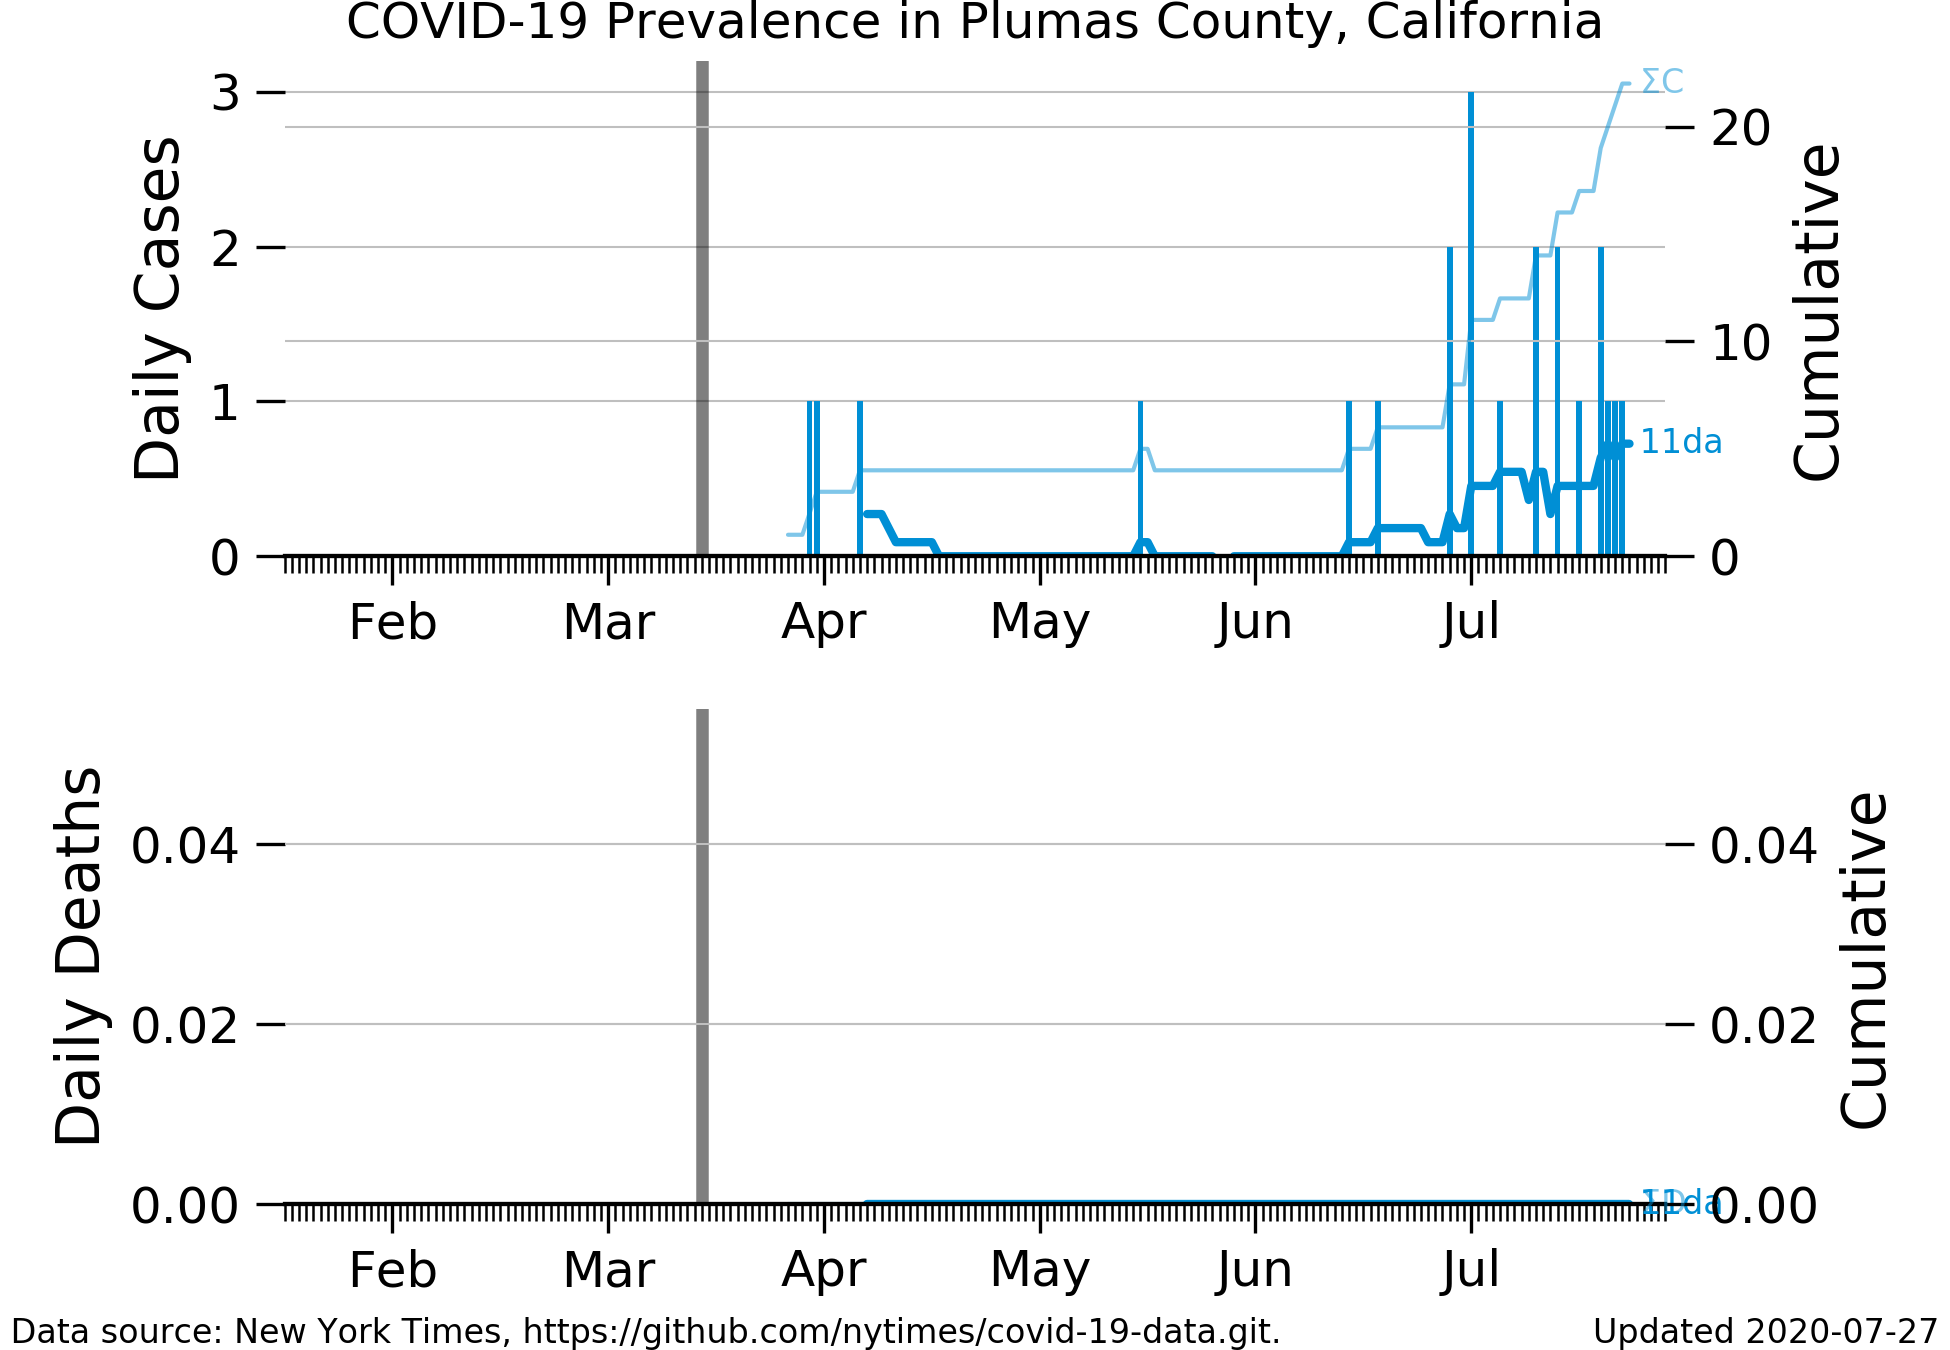 COVID-19 Prevalence in Plumas County, California
Daily Cases
3
2
1
0
ΣC
20
10
0
11da
Cumulative
Feb Mar Apr May Jun Jul
Daily Deaths
0.04
0.02
0.00
0.04
0.02
0.00
11da
Cumulative
Feb Mar Apr May Jun Jul
Data source: New York Times, https://github.com/nytimes/covid-19-data.git.
Updated 2020-07-27